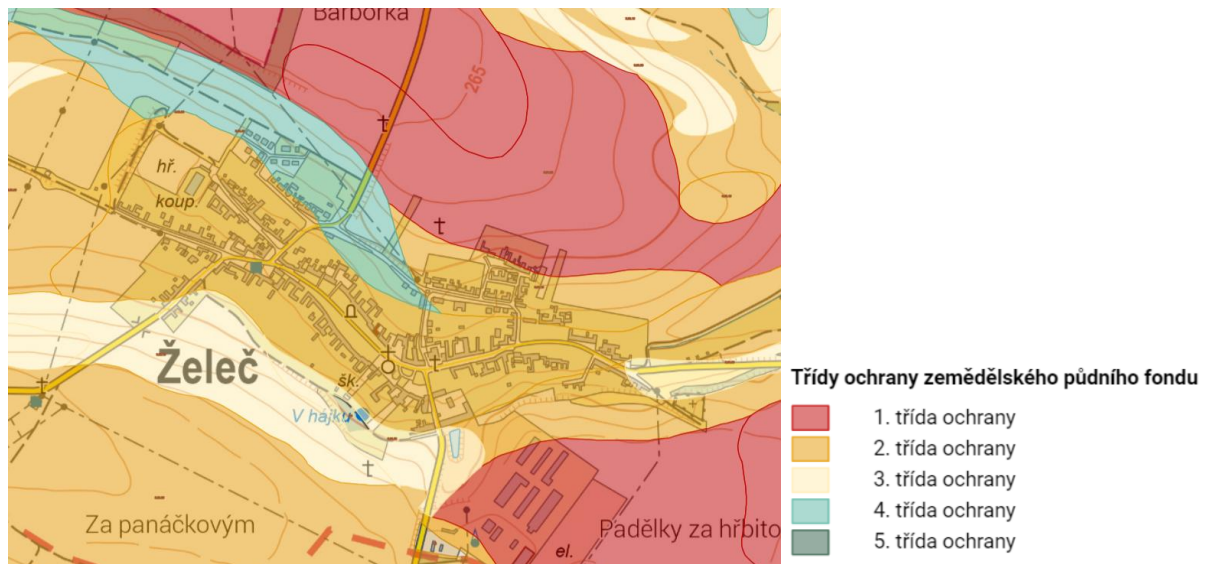 Barborka
265
hř.
koup.
Želeč
šk.
V hájku
Za panáčkovým
Padělky za hřbito
el.
Třídy ochrany zemědělského půdního fondu
1. třída ochrany
2. třída ochrany
3. třída ochrany
4. třída ochrany
5. třída ochrany